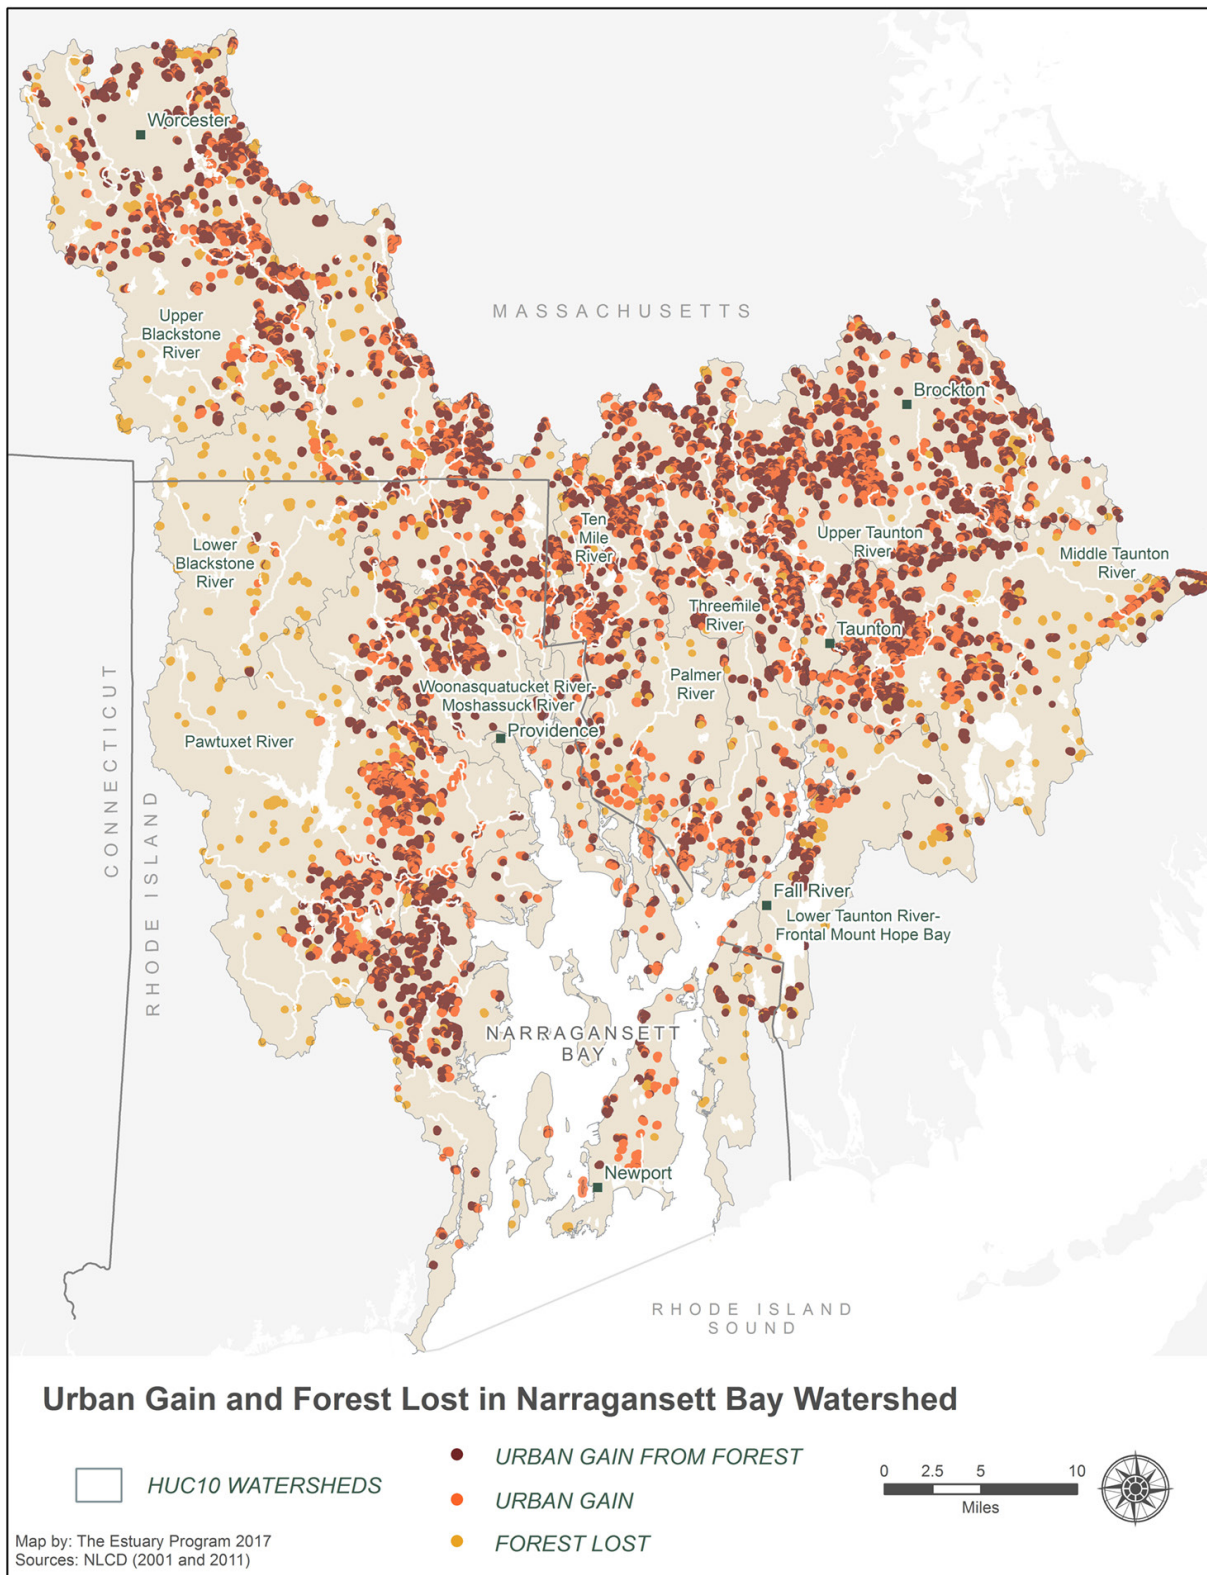 Worcester
MASSACHUSETTS
Upper
Blackstone
River
Brockton
Ten
Mile
River
Upper Taunton
River
Middle Taunton
River
Lower
Blackstone
River
Threemile
River
Taunton
Palmer
River
Woonasquatucket River-
Moshassuck River
Providence
Pawtuxet River
CONNECTICUT
RHODE ISLAND
Fall River
Lower Taunton River-
Frontal Mount Hope Bay
NARRAGANSETT
BAY
Newport
RHODE ISLAND
SOUND
Urban Gain and Forest Lost in Narragansett Bay Watershed
HUC10 WATERSHEDS
URBAN GAIN FROM FOREST
URBAN GAIN
FOREST LOST
0 2.5 5 10
Miles
Map by: The Estuary Program 2017
Sources: NLCD (2001 and 2011)